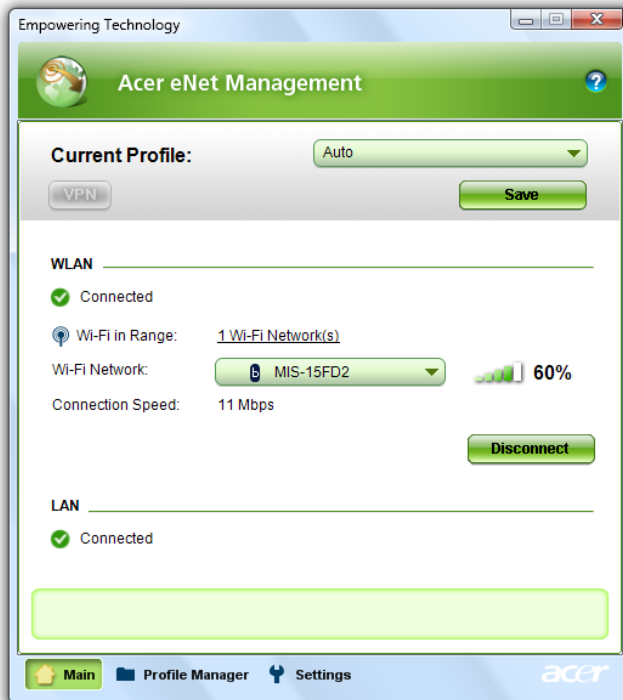 Empowering Technology
Acer eNet Management
?
Current Profile: Auto
VPN Save
WLAN
Connected
Wi-Fi in Range: 1 Wi-Fi Network(s)
Wi-Fi Network: b MIS-15FD2 60%
Connection Speed: 11 Mbps
Disconnect
LAN
Connected
Main Profile Manager Settings acer